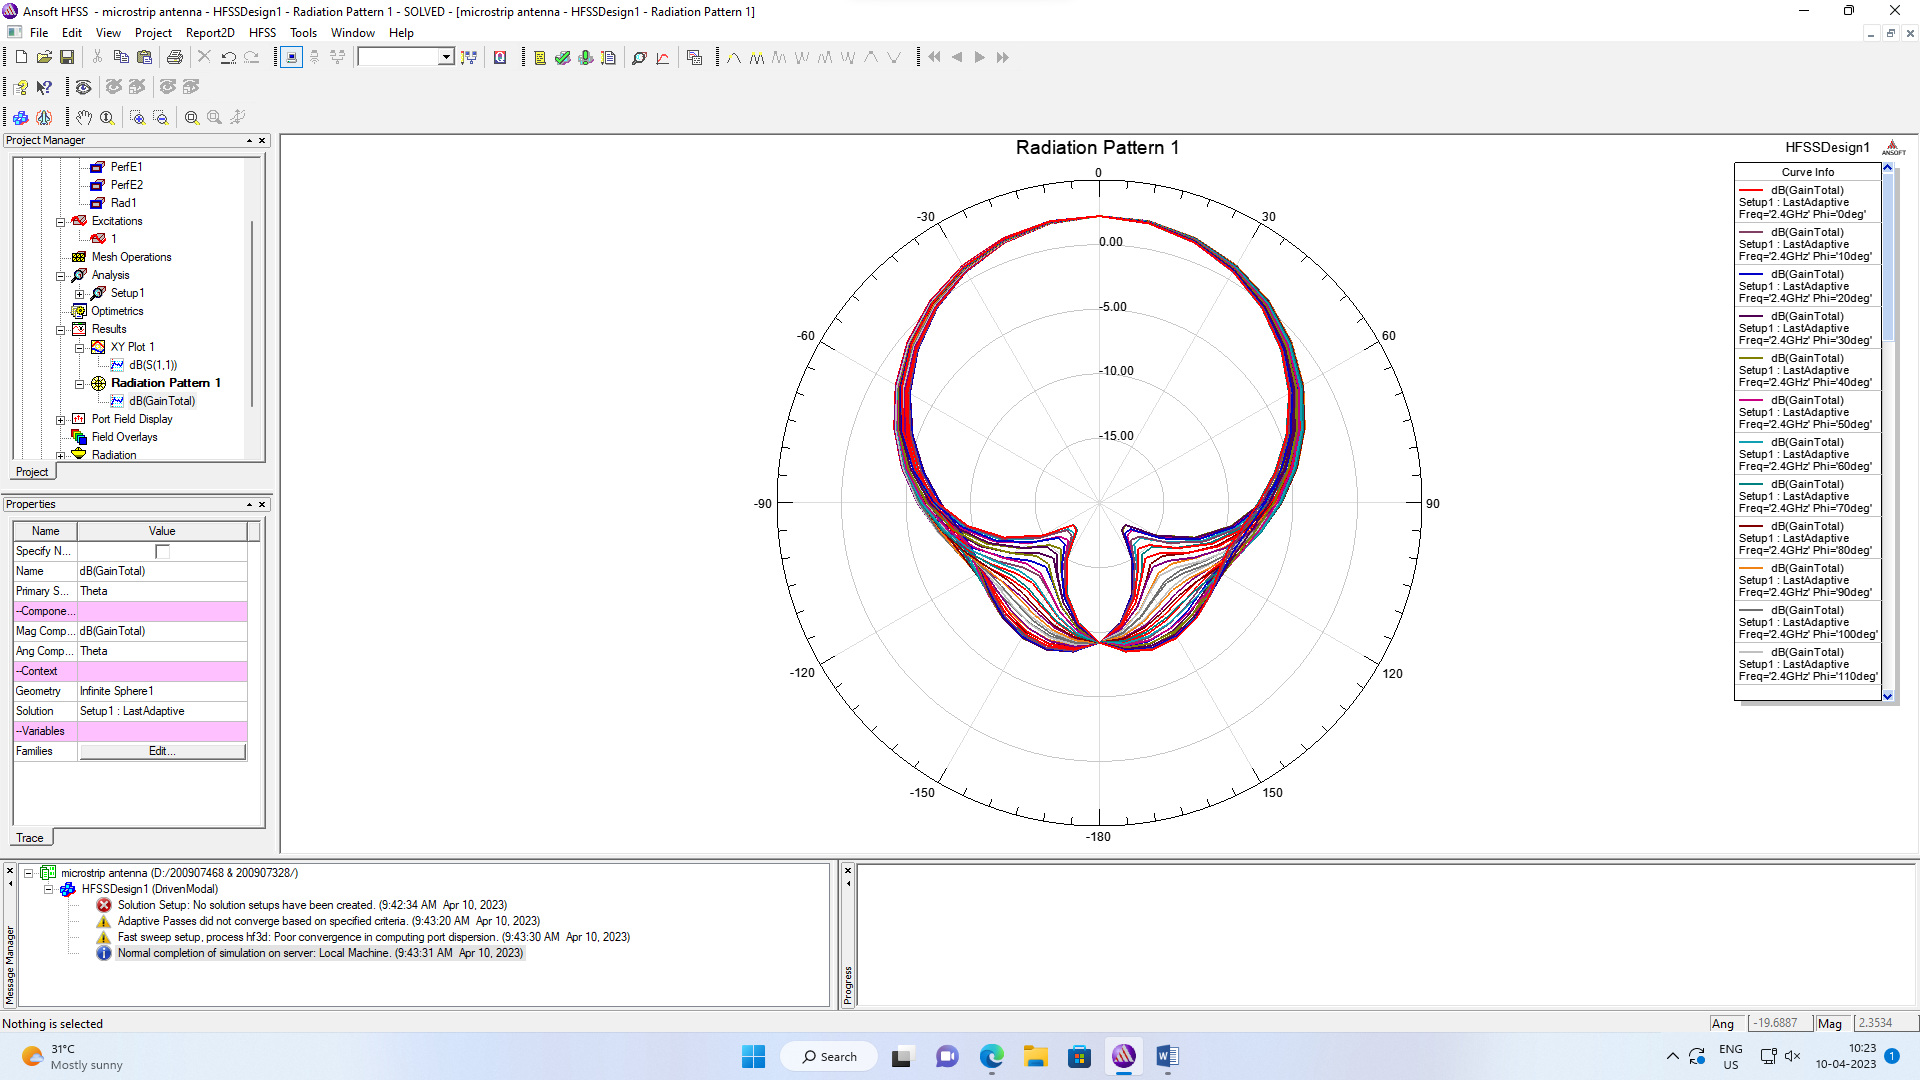 Ansoft HFSS - microstrip antenna - HFSSDesign1 - Radiation Pattern 1 - SOLVED - [microstrip antenna - HFSSDesign1 - Radiation Pattern 1]
File Edit View Project Report2D HFSS Tools Window Help
Project Manager
PerfE1
PerfE2
Rad1
Excitations
1
Mesh Operations
Analysis
Setup1
Optimetrics
Results
XY Plot 1
dB(S(1,1))
Radiation Pattern 1
dB(GainTotal)
Port Field Display
Field Overlays
Radiation
Project
Properties
Name Value
Specify N...
Name dB(GainTotal)
Primary S... Theta
--Compone...
Mag Comp... dB(GainTotal)
Ang Comp... Theta
--Context
Geometry Infinite Sphere1
Solution Setup1 : LastAdaptive
--Variables
Families Edit...
Trace
Radiation Pattern 1
HFSSDesign1
ANSOFT
0
-30 30
0.00
-5.00
-60 60
-10.00
-15.00
-90 90
-120 120
-150 150
-180
Curve Info
dB(GainTotal)
Setup1 : LastAdaptive
Freq='2.4GHz' Phi='0deg'
dB(GainTotal)
Setup1 : LastAdaptive
Freq='2.4GHz' Phi='10deg'
dB(GainTotal)
Setup1 : LastAdaptive
Freq='2.4GHz' Phi='20deg'
dB(GainTotal)
Setup1 : LastAdaptive
Freq='2.4GHz' Phi='30deg'
dB(GainTotal)
Setup1 : LastAdaptive
Freq='2.4GHz' Phi='40deg'
dB(GainTotal)
Setup1 : LastAdaptive
Freq='2.4GHz' Phi='50deg'
dB(GainTotal)
Setup1 : LastAdaptive
Freq='2.4GHz' Phi='60deg'
dB(GainTotal)
Setup1 : LastAdaptive
Freq='2.4GHz' Phi='70deg'
dB(GainTotal)
Setup1 : LastAdaptive
Freq='2.4GHz' Phi='80deg'
dB(GainTotal)
Setup1 : LastAdaptive
Freq='2.4GHz' Phi='90deg'
dB(GainTotal)
Setup1 : LastAdaptive
Freq='2.4GHz' Phi='100deg'
dB(GainTotal)
Setup1 : LastAdaptive
Freq='2.4GHz' Phi='110deg'
Message Manager
microstrip antenna (D:/200907468 & 200907328/)
HFSSDesign1 (DrivenModal)
Solution Setup: No solution setups have been created. (9:42:34 AM Apr 10, 2023)
Adaptive Passes did not converge based on specified criteria. (9:43:20 AM Apr 10, 2023)
Fast sweep setup, process hf3d: Poor convergence in computing port dispersion. (9:43:30 AM Apr 10, 2023)
Normal completion of simulation on server: Local Machine. (9:43:31 AM Apr 10, 2023)
Progress
Nothing is selected
Ang -19.6887 Mag 2.3534
31°C
Mostly sunny
Search
ENG
US
10:23
10-04-2023
1